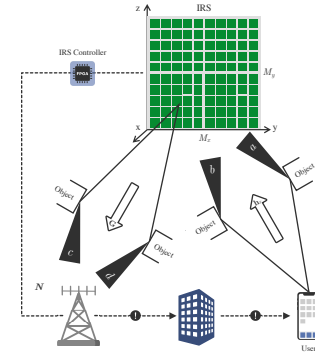 z
IRS
IRS Controller
FPGA
M_y
x
M_x
y
a
b
Object
Object
Object
Object
c
d
N
!
!
User